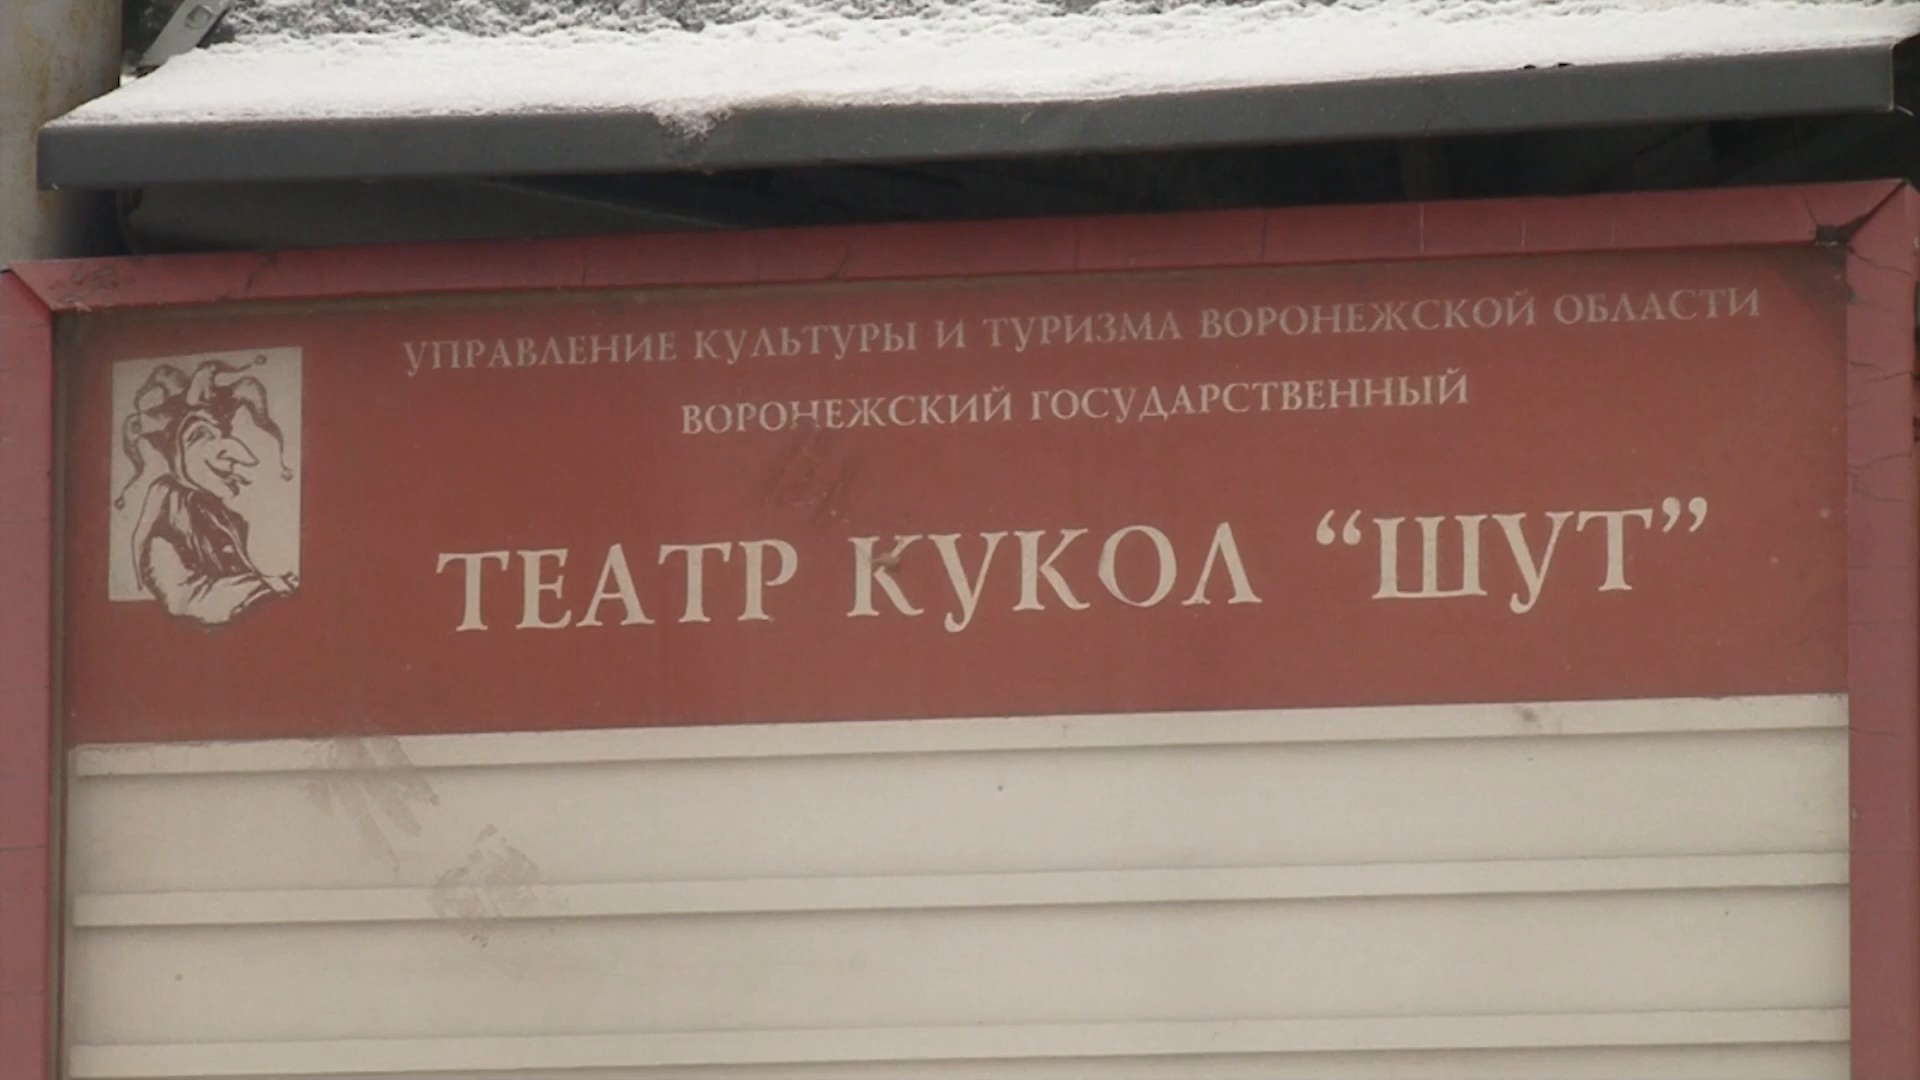 УПРАВЛЕНИЕ КУЛЬТУРЫ И ТУРИЗМА ВОРОНЕЖСКОЙ ОБЛАСТИ
ВОРОНЕЖСКИЙ ГОСУДАРСТВЕННЫЙ
ТЕАТР КУКОЛ “ШУТ”